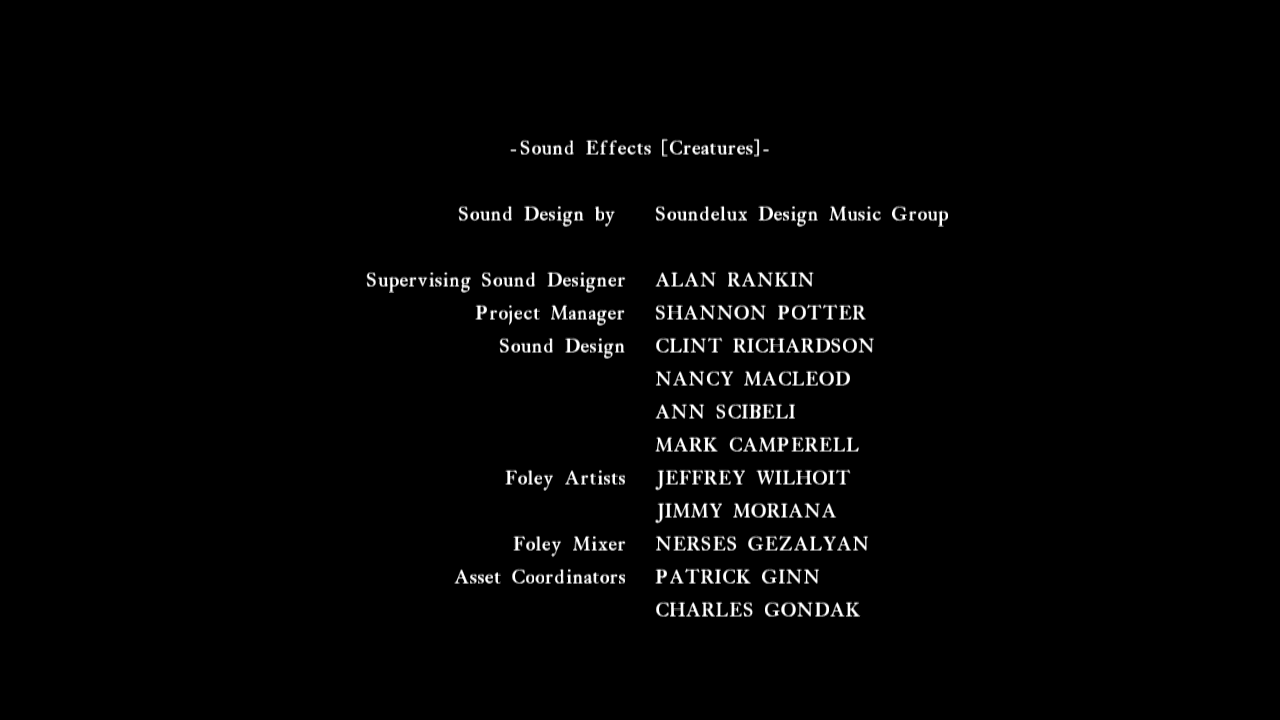 -Sound Effects [Creatures]-
Sound Design by Soundelux Design Music Group
Supervising Sound Designer ALAN RANKIN
Project Manager SHANNON POTTER
Sound Design CLINT RICHARDSON
NANCY MACLEOD
ANN SCIBELI
MARK CAMPERELL
Foley Artists JEFFREY WILHOIT
JIMMY MORIANA
Foley Mixer NERSES GEZALYAN
Asset Coordinators PATRICK GINN
CHARLES GONDAK